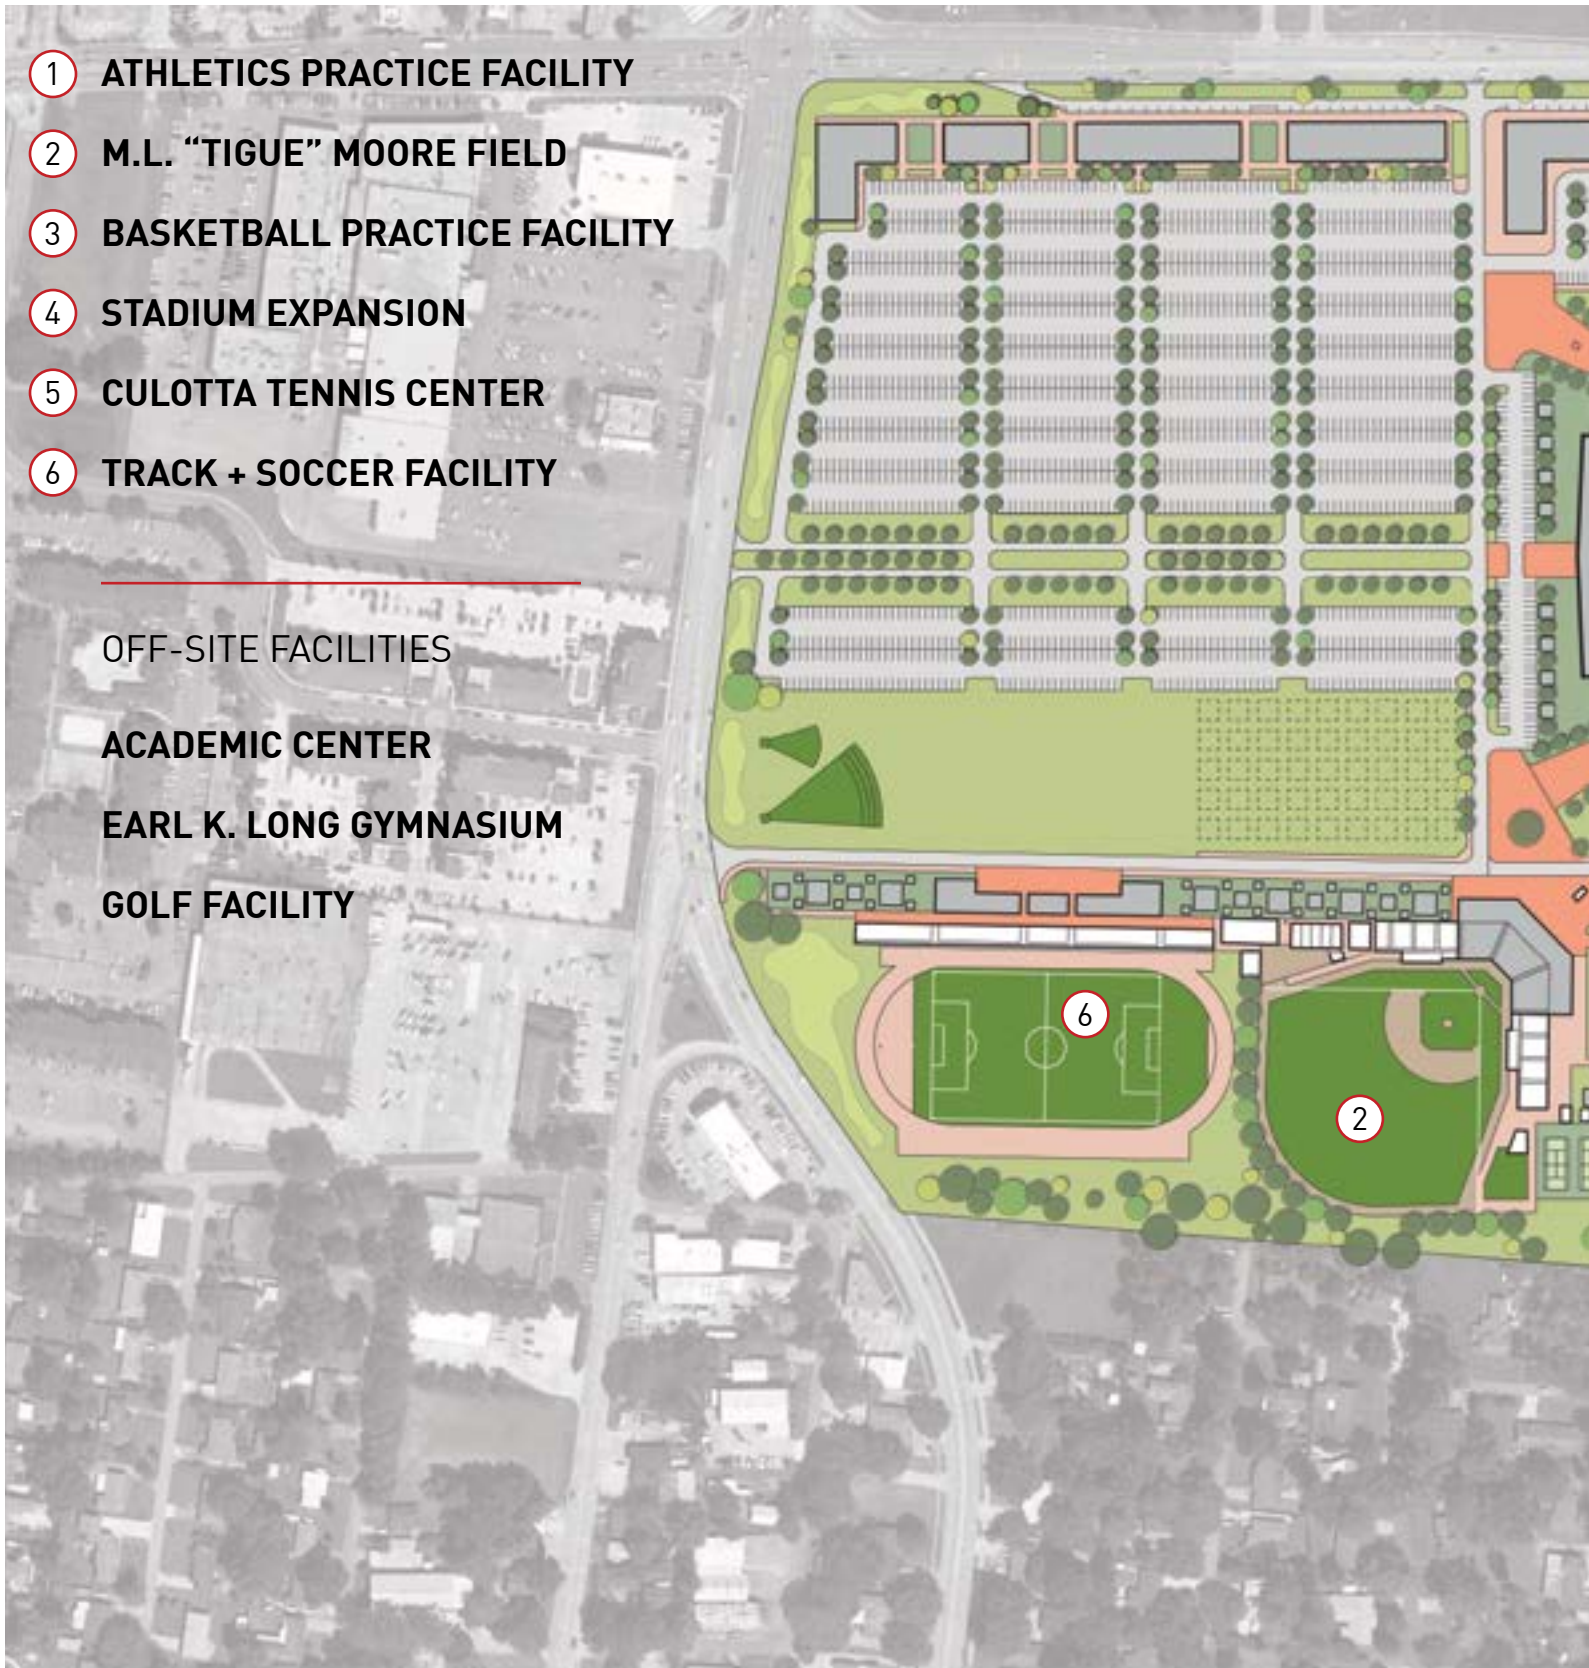 1 ATHLETICS PRACTICE FACILITY
2 M.L. “TIGUE” MOORE FIELD
3 BASKETBALL PRACTICE FACILITY
4 STADIUM EXPANSION
5 CULOTTA TENNIS CENTER
6 TRACK + SOCCER FACILITY
OFF-SITE FACILITIES
ACADEMIC CENTER
EARL K. LONG GYMNASIUM
GOLF FACILITY
6
2